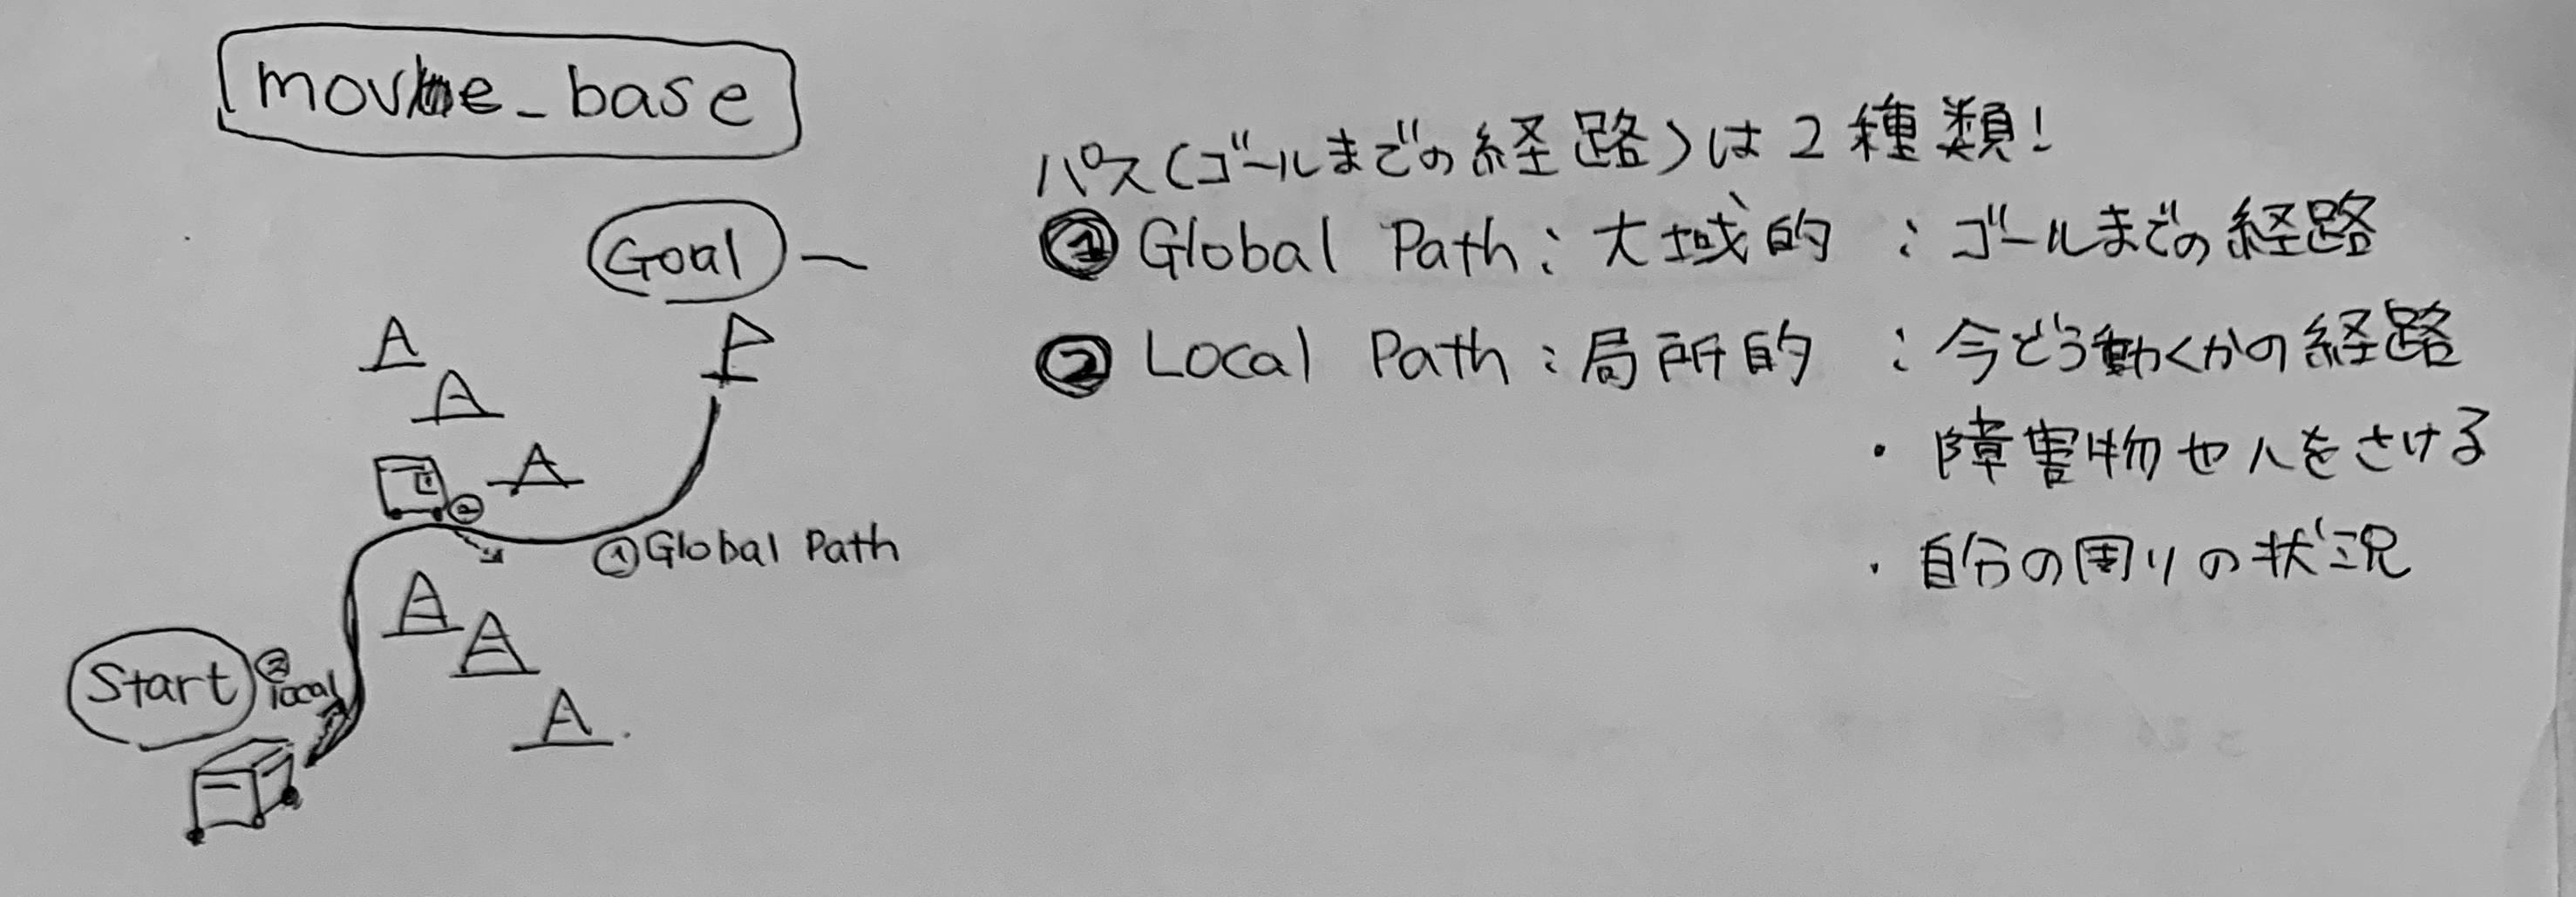 move_base
パス(ゴールまでの経路)は2種類!
① Global Path : 大域的 : ゴールまでの経路
② Local Path : 局所的 : 今どう動くかの経路
・障害物や人をさける
・自分の周りの状況
Goal
②
① Global Path
Start
②
local